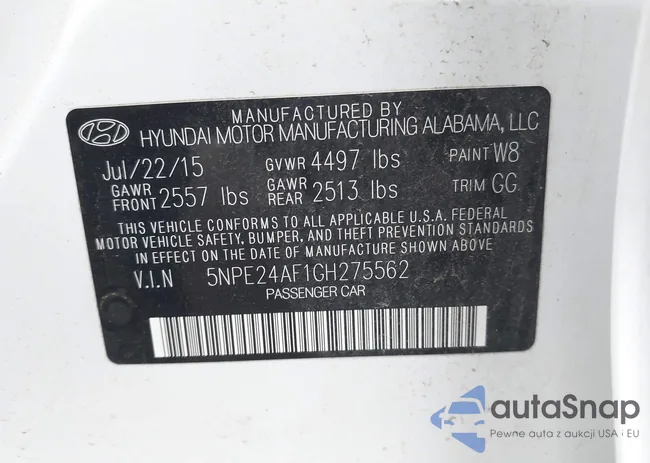 MANUFACTURED BY
HYUNDAI MOTOR MANUFACTURING ALABAMA, LLC
Jul/22/15 GVWR 4497 lbs PAINT W8
GAWR FRONT 2557 lbs GAWR REAR 2513 lbs TRIM GG
THIS VEHICLE CONFORMS TO ALL APPLICABLE U.S.A. FEDERAL
MOTOR VEHICLE SAFETY, BUMPER, AND THEFT PREVENTION STANDARDS
IN EFFECT ON THE DATE OF MANUFACTURE SHOWN ABOVE.
V.I.N 5NPE24AF1GH275562
PASSENGER CAR
autoSnap
Pewne auta z aukcji USA i EU